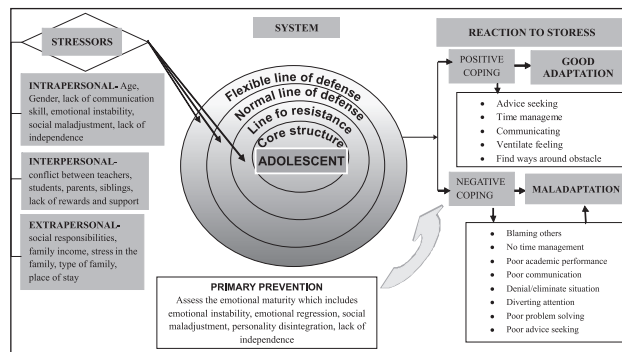 STRESSORS
INTRAPERSONAL- Age,
Gender, lack of communication
skill, emotional instability,
social maladjustment, lack of
independence
INTERPERSONAL-
conflict between teachers,
students, parents, siblings,
lack of rewards and support
EXTRAPERSONAL-
social responsibilities,
family income, stress in the
family, type of family,
place of stay
SYSTEM
Flexible line of defense
Normal line of defense
Line fo resistance
Core structure
ADOLESCENT
PRIMARY PREVENTION
Assess the emotional maturity which includes
emotional instability, emotional regression, social
maladjustment, personality disintegration, lack of
independence
REACTION TO STORESS
POSITIVE
COPING
GOOD
ADAPTATION
• Advice seeking
• Time manageme
• Communicating
• Ventilate feeling
• Find ways around obstacle
NEGATIVE
COPING
MALADAPTATION
• Blaming others
• No time management
• Poor academic performance
• Poor communication
• Denial/eliminate situation
• Diverting attention
• Poor problem solving
• Poor advice seeking